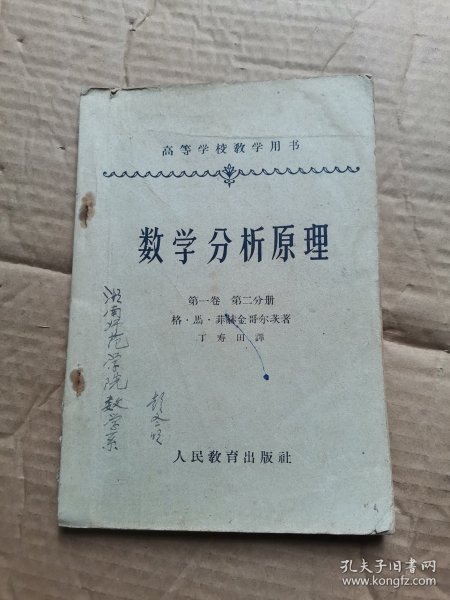 高等学校教学用书
数学分析原理
第一卷 第二分册
格·馬·菲赫金哥尔茨著
丁寿田譯
湖南师范学院数学系
人民教育出版社
孔夫子旧书网
www.kongfz.com